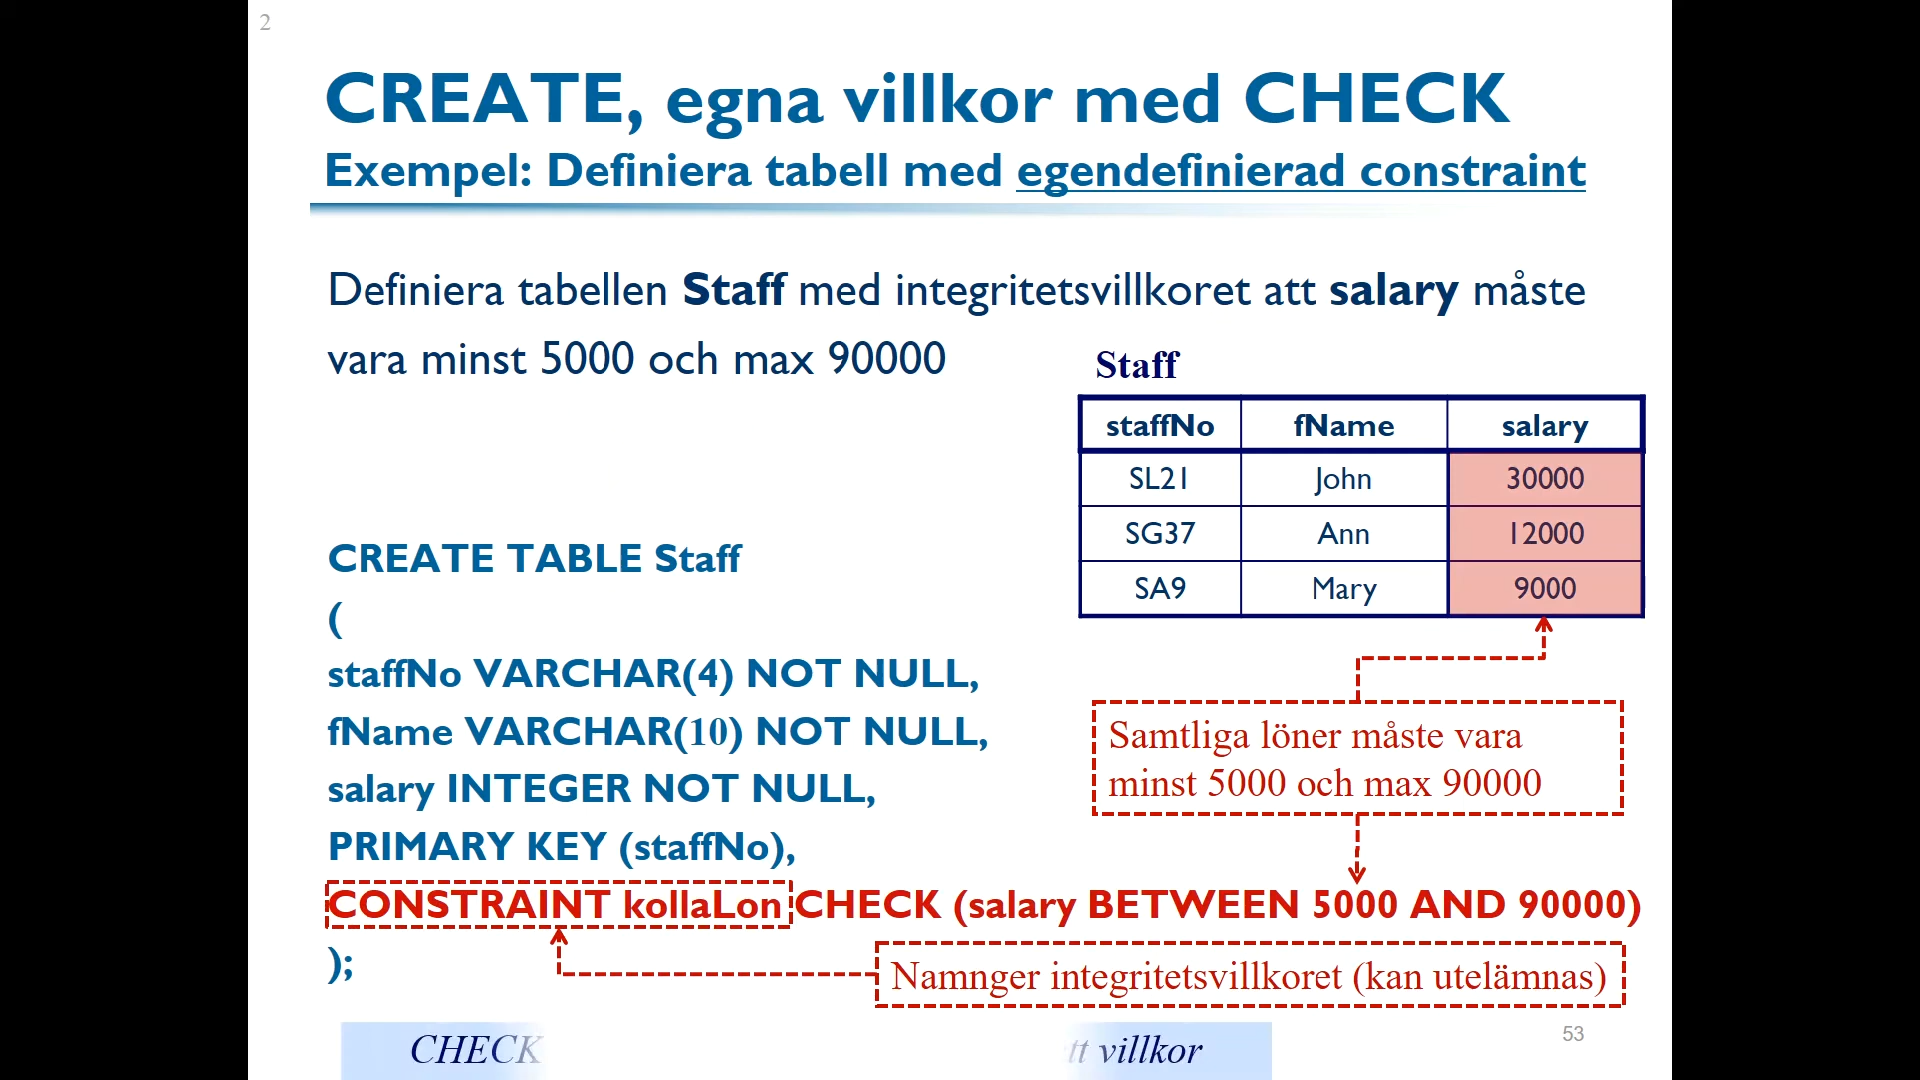 2
CREATE, egna villkor med CHECK
Exempel: Definiera tabell med egendefinierad constraint
Definiera tabellen Staff med integritetsvillkoret att salary måste
vara minst 5000 och max 90000
Staff
staffNo fName salary
SL21 John 30000
SG37 Ann 12000
SA9 Mary 9000
CREATE TABLE Staff
(
staffNo VARCHAR(4) NOT NULL,
fName VARCHAR(10) NOT NULL,
salary INTEGER NOT NULL,
PRIMARY KEY (staffNo),
CONSTRAINT kollaLon CHECK (salary BETWEEN 5000 AND 90000)
);
Samtliga löner måste vara
minst 5000 och max 90000
Namnger integritetsvillkoret (kan utelämnas)
CHECK villkor
53